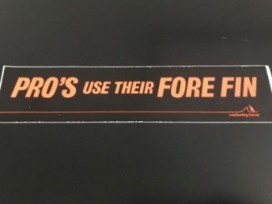 PRO'S USE THEIR FORE FIN